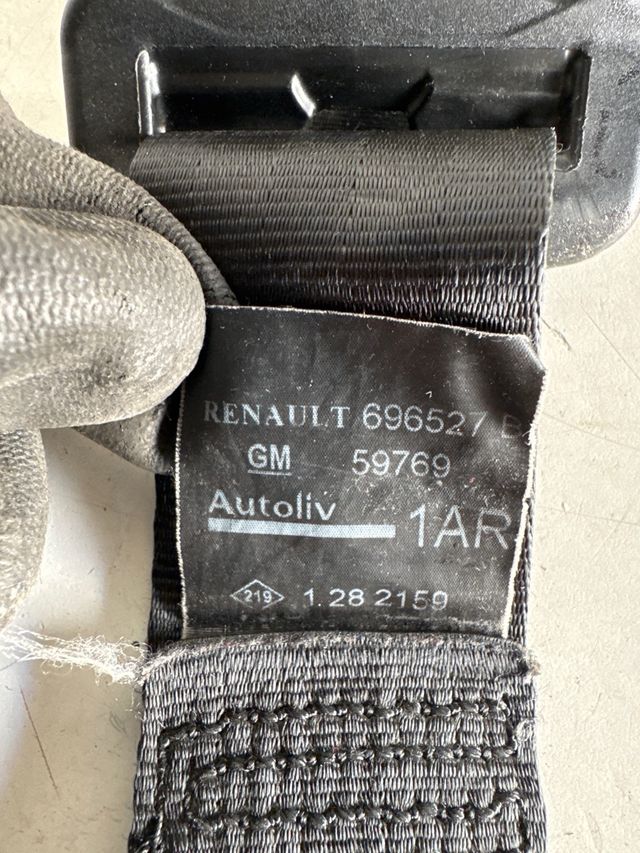 RENAULT 696527 B
GM 59769
Autoliv 1AR
219 1.28 2159